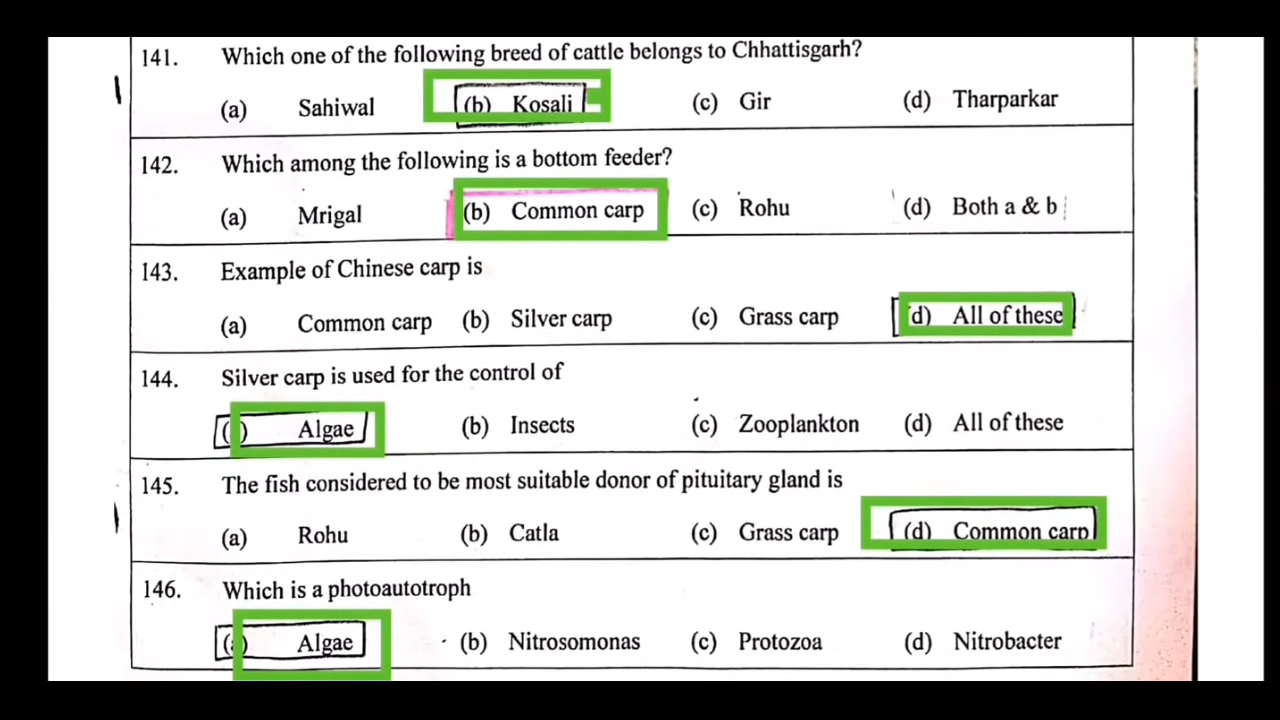 141. Which one of the following breed of cattle belongs to Chhattisgarh?
(a) Sahiwal (b) Kosali (c) Gir (d) Tharparkar
142. Which among the following is a bottom feeder?
(a) Mrigal (b) Common carp (c) Rohu (d) Both a & b
143. Example of Chinese carp is
(a) Common carp (b) Silver carp (c) Grass carp (d) All of these
144. Silver carp is used for the control of
( ) Algae (b) Insects (c) Zooplankton (d) All of these
145. The fish considered to be most suitable donor of pituitary gland is
(a) Rohu (b) Catla (c) Grass carp (d) Common carp
146. Which is a photoautotroph
(a) Algae (b) Nitrosomonas (c) Protozoa (d) Nitrobacter